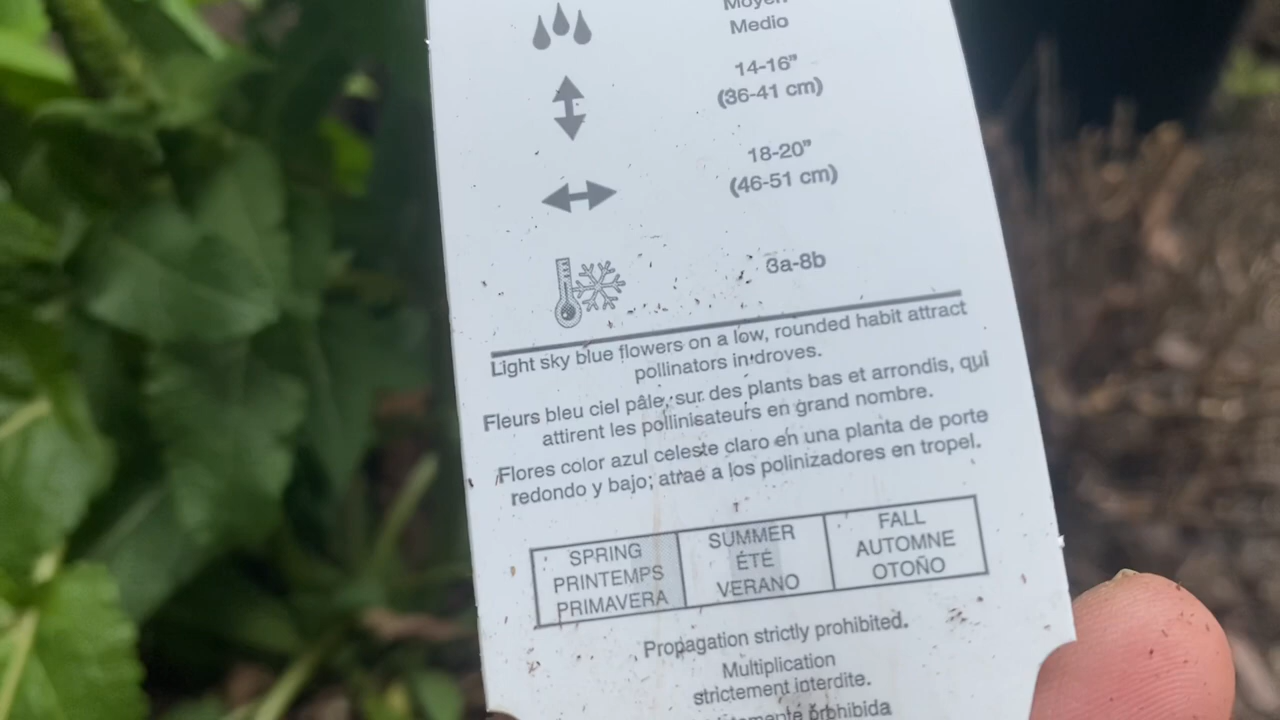 Moyen
Medio
14-16”
(36-41 cm)
18-20”
(46-51 cm)
3a-8b
Light sky blue flowers on a low, rounded habit attract
pollinators in droves.
Fleurs bleu ciel pâle, sur des plants bas et arrondis, qui
attirent les pollinisateurs en grand nombre.
Flores color azul celeste claro en una planta de porte
redondo y bajo; atrae a los polinizadores en tropel.
SPRING
PRINTEMPS
PRIMAVERA
SUMMER
ÉTÉ
VERANO
FALL
AUTOMNE
OTOÑO
Propagation strictly prohibited.
Multiplication
strictement interdite.
prohibida